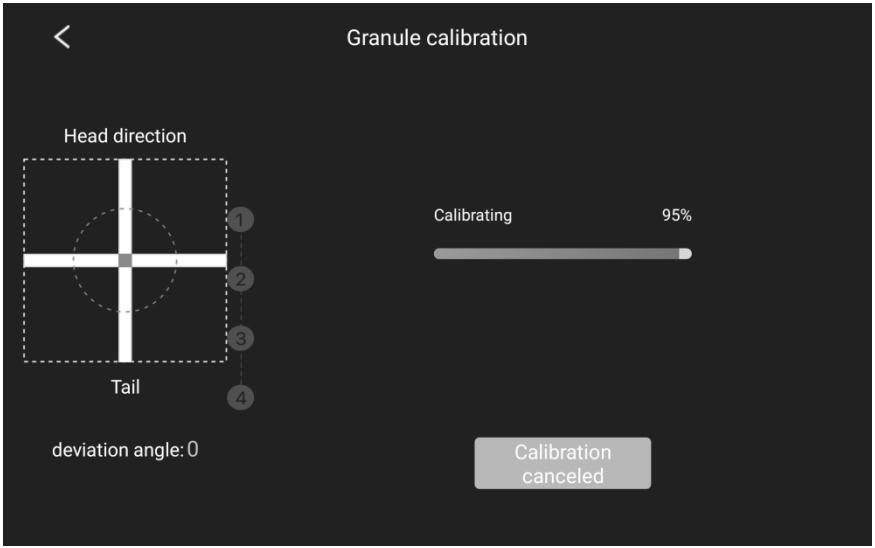 Granule calibration
Head direction
1
2
3
4
Tail
deviation angle: 0
Calibrating 95%
Calibration
canceled